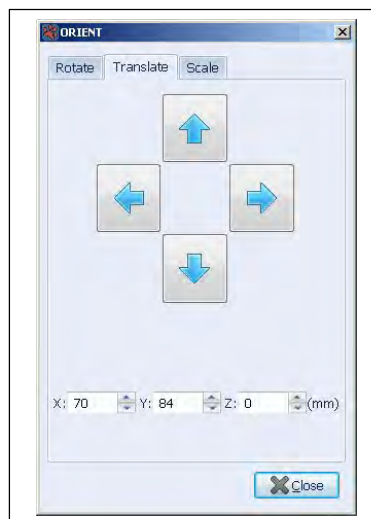 ORIENT
Rotate Translate Scale
X: 70 Y: 84 Z: 0 (mm)
Close